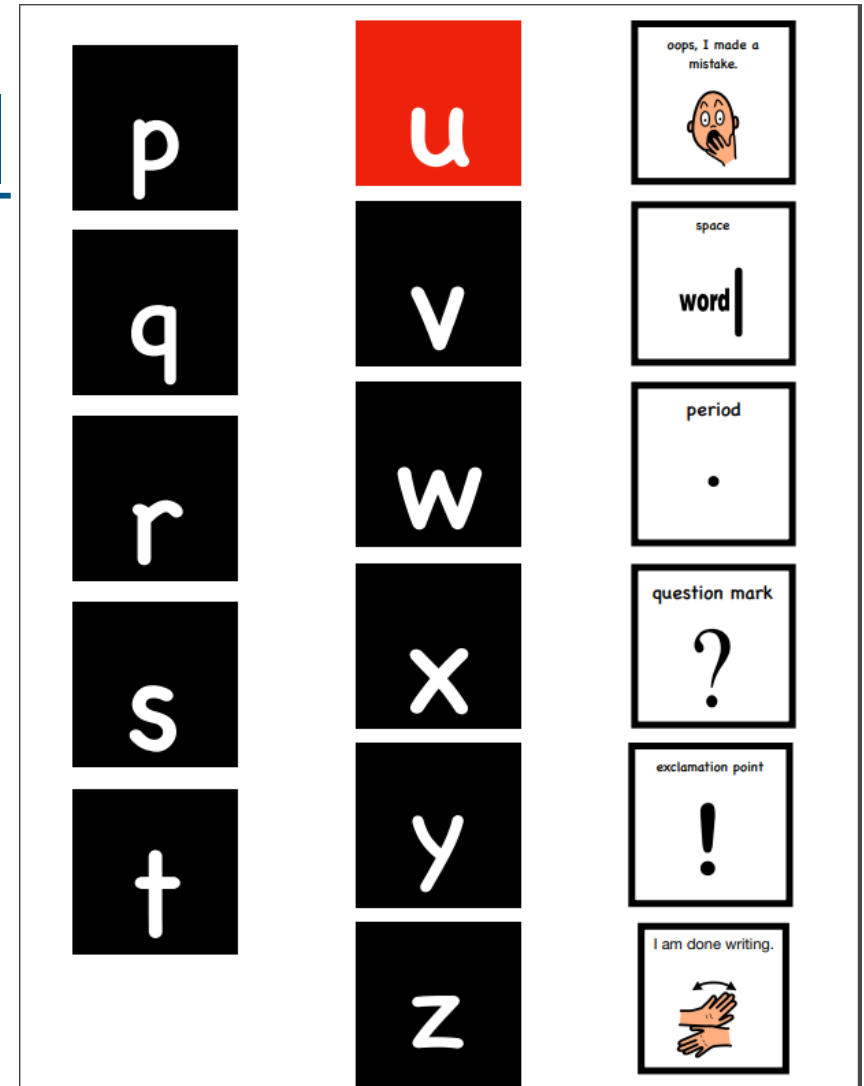 p
q
r
s
t
u
v
w
x
y
z
oops, I made a
mistake.
space
word
period
.
question mark
?
exclamation point
!
I am done writing.